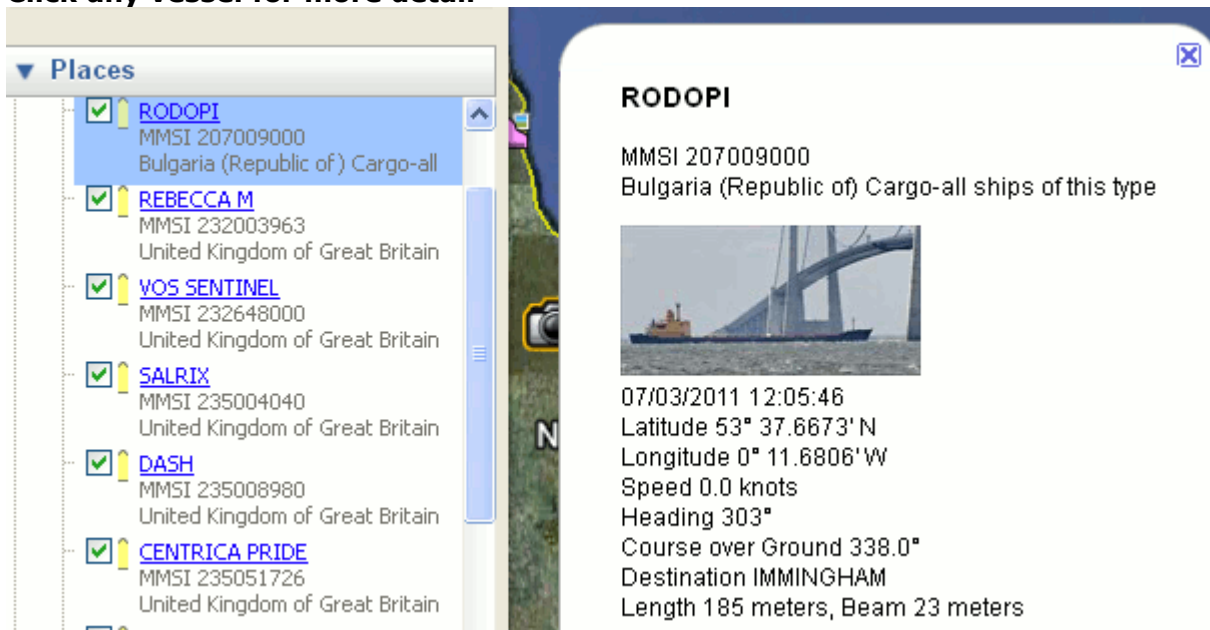 Click any vessel for more detail
Places
RODOPI
MMSI 207009000
Bulgaria (Republic of) Cargo-all
REBECCA M
MMSI 232003963
United Kingdom of Great Britain
VOS SENTINEL
MMSI 232648000
United Kingdom of Great Britain
SALRIX
MMSI 235004040
United Kingdom of Great Britain
DASH
MMSI 235008980
United Kingdom of Great Britain
CENTRICA PRIDE
MMSI 235051726
United Kingdom of Great Britain
N
RODOPI
MMSI 207009000
Bulgaria (Republic of) Cargo-all ships of this type
07/03/2011 12:05:46
Latitude 53° 37.6673' N
Longitude 0° 11.6806' W
Speed 0.0 knots
Heading 303°
Course over Ground 338.0°
Destination IMMINGHAM
Length 185 meters, Beam 23 meters